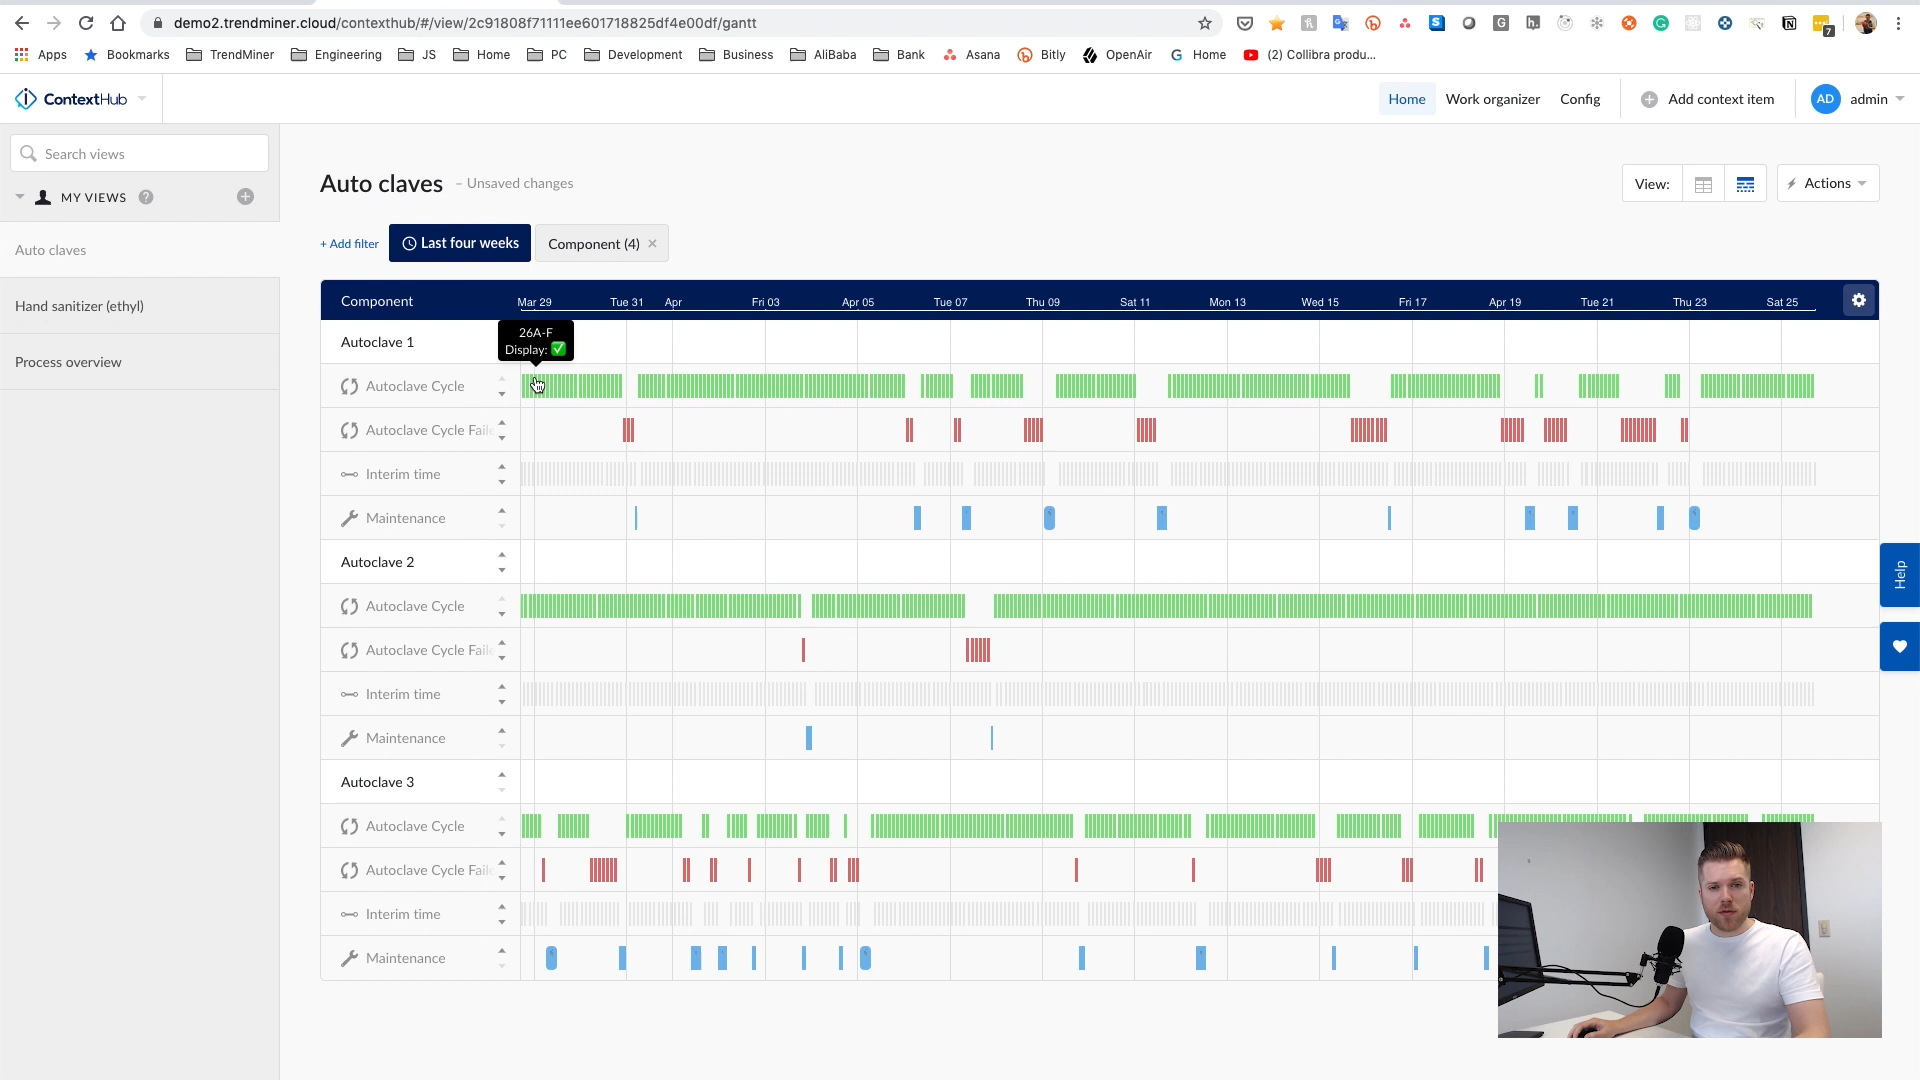 demo2.trendminer.cloud/contexthub/#/view/2c91808f71111ee601718825df4e00df/gantt
7
Apps Bookmarks TrendMiner Engineering JS Home PC Development Business AliBaba Bank Asana Bitly OpenAir Home (2) Collibra produ...
ContextHub
Home Work organizer Config Add context item AD admin
Search views
MY VIEWS ?
Auto claves
Hand sanitizer (ethyl)
Process overview
Auto claves – Unsaved changes
View: Actions
+ Add filter Last four weeks Component (4) ×
Component Mar 29 Tue 31 Apr Fri 03 Apr 05 Tue 07 Thu 09 Sat 11 Mon 13 Wed 15 Fri 17 Apr 19 Tue 21 Thu 23 Sat 25
26A-F
Display: ✅
Autoclave 1
Autoclave Cycle
Autoclave Cycle Faile
Interim time
Maintenance
Autoclave 2
Autoclave Cycle
Autoclave Cycle Faile
Interim time
Maintenance
Autoclave 3
Autoclave Cycle
Autoclave Cycle Faile
Interim time
Maintenance
Help